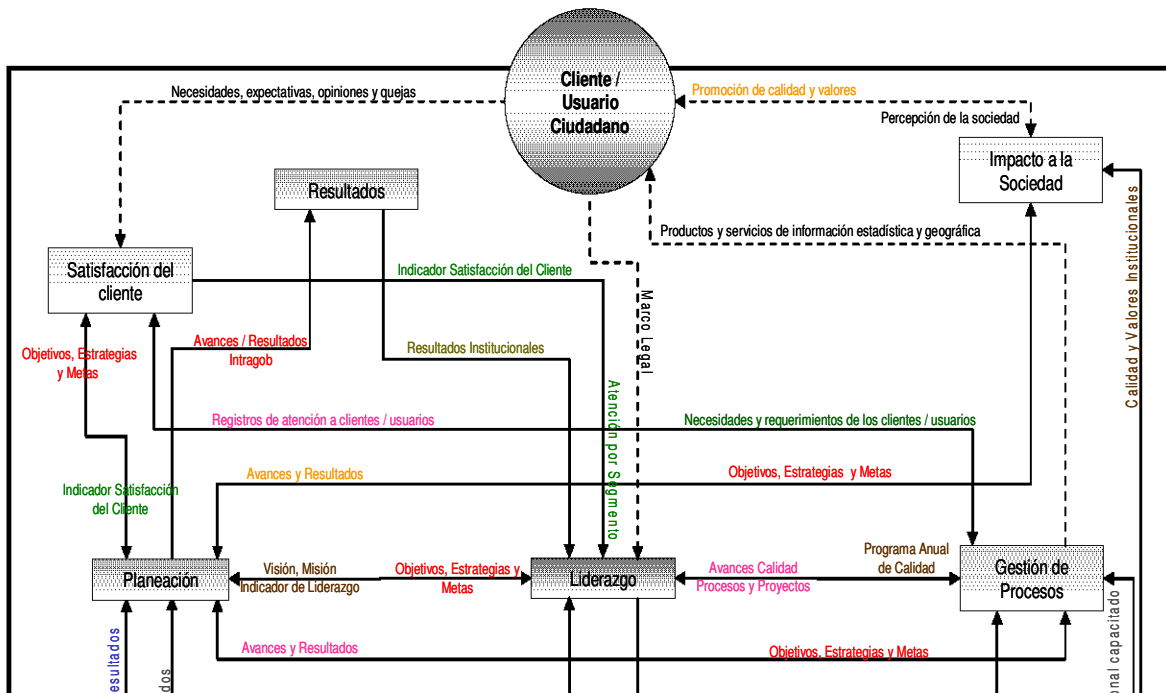 Cliente /
Usuario
Ciudadano
Necesidades, expectativas, opiniones y quejas
Promoción de calidad y valores
Percepción de la sociedad
Impacto a la
Sociedad
Resultados
Productos y servicios de información estadística y geográfica
Satisfacción del
cliente
Indicador Satisfacción del Cliente
Marco Legal
Calidad y Valores Institucionales
Objetivos, Estrategias
y Metas
Avances / Resultados
Intragob
Resultados Institucionales
Atención por Segmento
Registros de atención a clientes / usuarios
Necesidades y requerimientos de los clientes / usuarios
Avances y Resultados
Objetivos, Estrategias y Metas
Indicador Satisfacción
del Cliente
Planeación
Visión, Misión
Indicador de Liderazgo
Objetivos, Estrategias y
Metas
Liderazgo
Avances Calidad
Procesos y Proyectos
Programa Anual
de Calidad
Gestión de
Procesos
Avances y Resultados
Objetivos, Estrategias y Metas
esultados
dos
onal capacitado